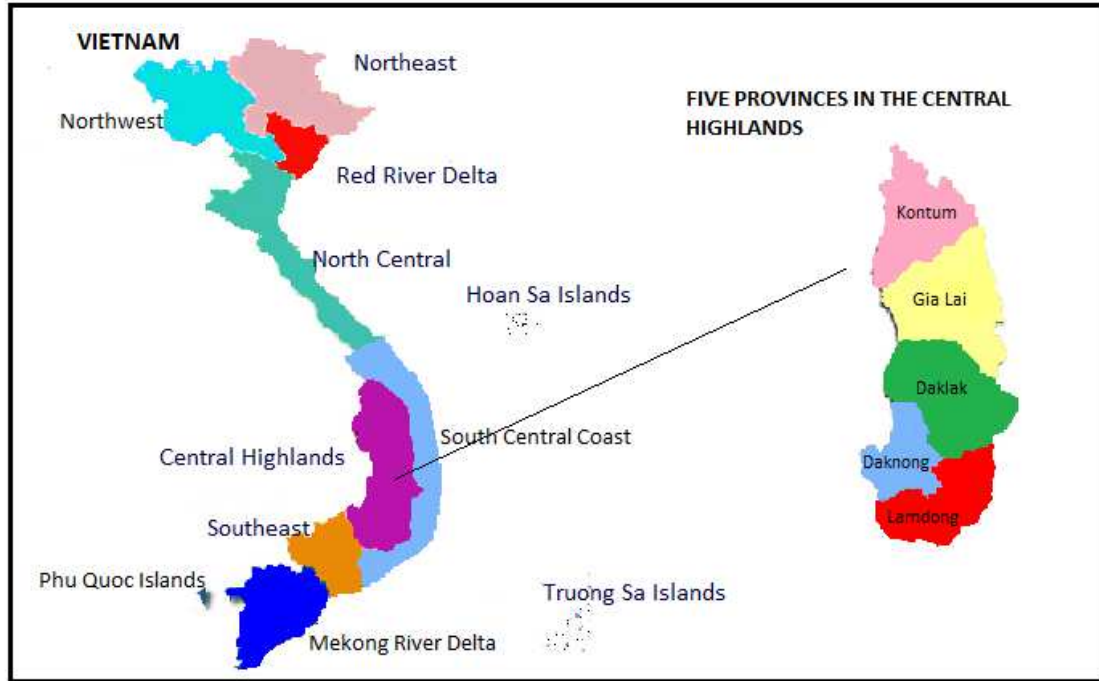 VIETNAM
Northeast
Northwest
Red River Delta
North Central
Hoan Sa Islands
South Central Coast
Central Highlands
Southeast
Phu Quoc Islands
Truong Sa Islands
Mekong River Delta
FIVE PROVINCES IN THE CENTRAL
HIGHLANDS
Kontum
Gia Lai
Daklak
Daknong
Lamdong